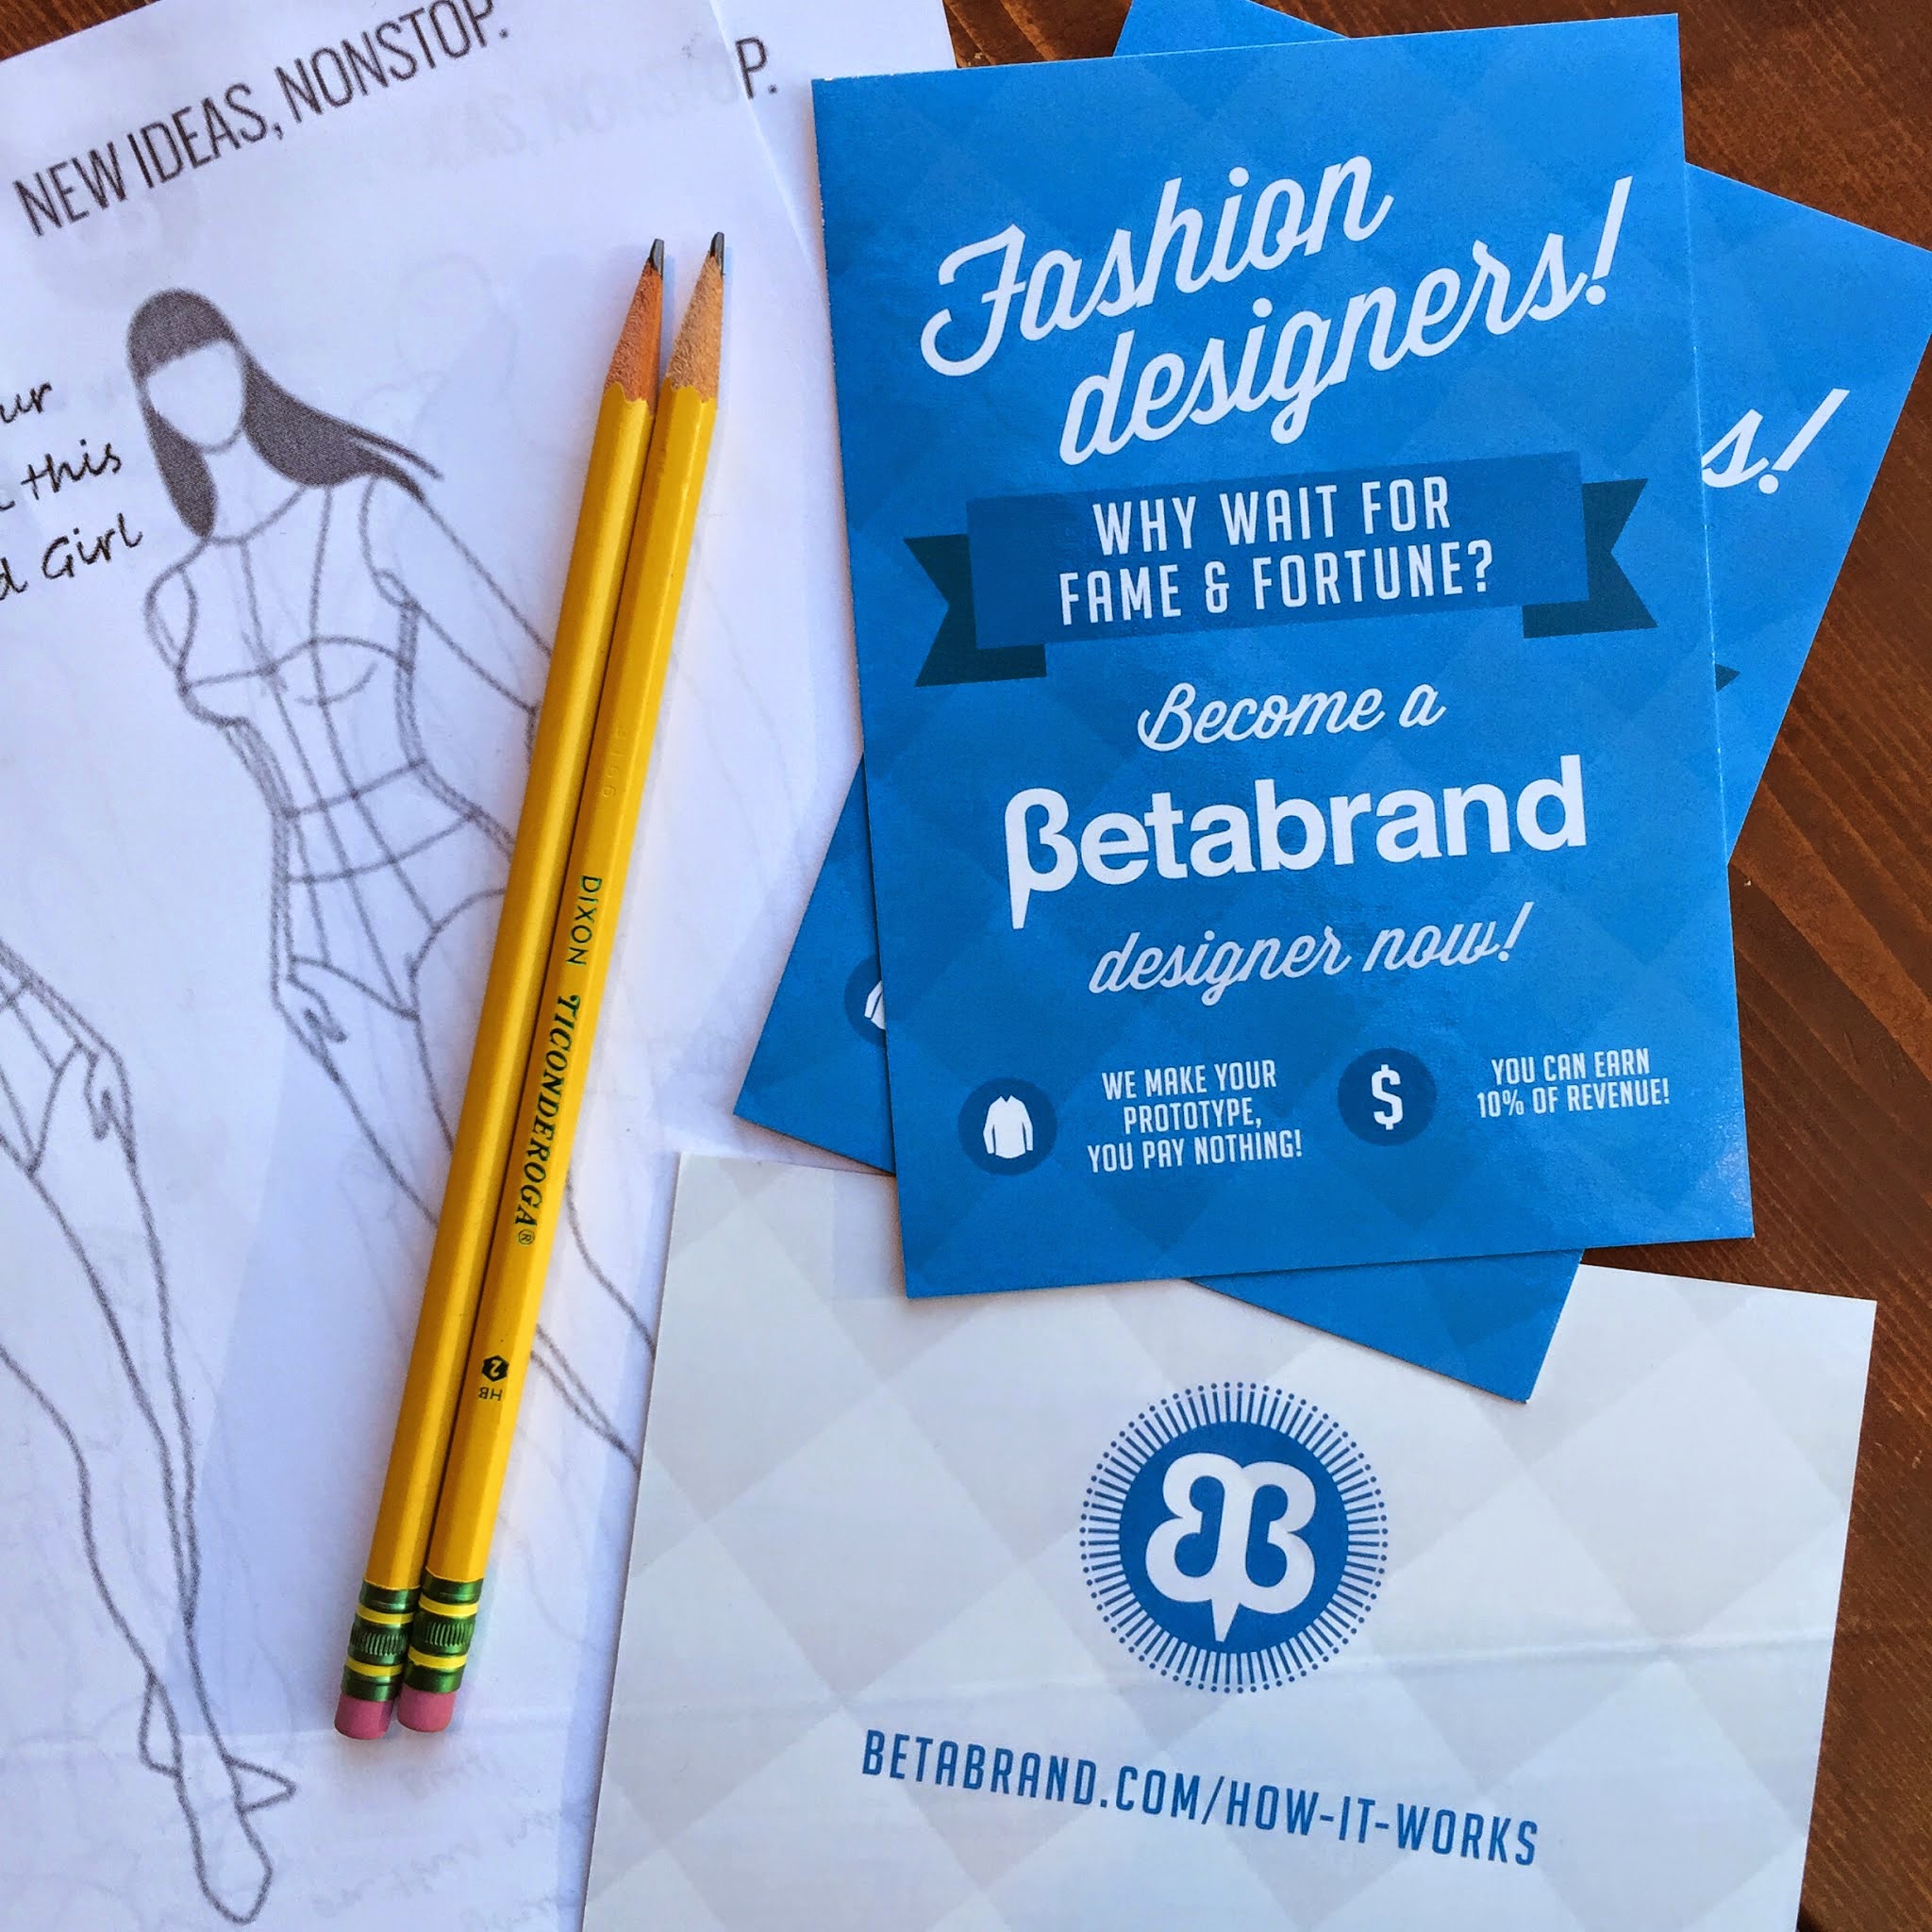 NEW IDEAS, NONSTOP.
P.
this
Girl
DIXON TICONDEROGA®
2
HB
Fashion
designers!
WHY WAIT FOR
FAME & FORTUNE?
Become a
βetabrand
designer now!
WE MAKE YOUR
PROTOTYPE,
YOU PAY NOTHING!
$
YOU CAN EARN
10% OF REVENUE!
s!
BETABRAND.COM/HOW-IT-WORKS